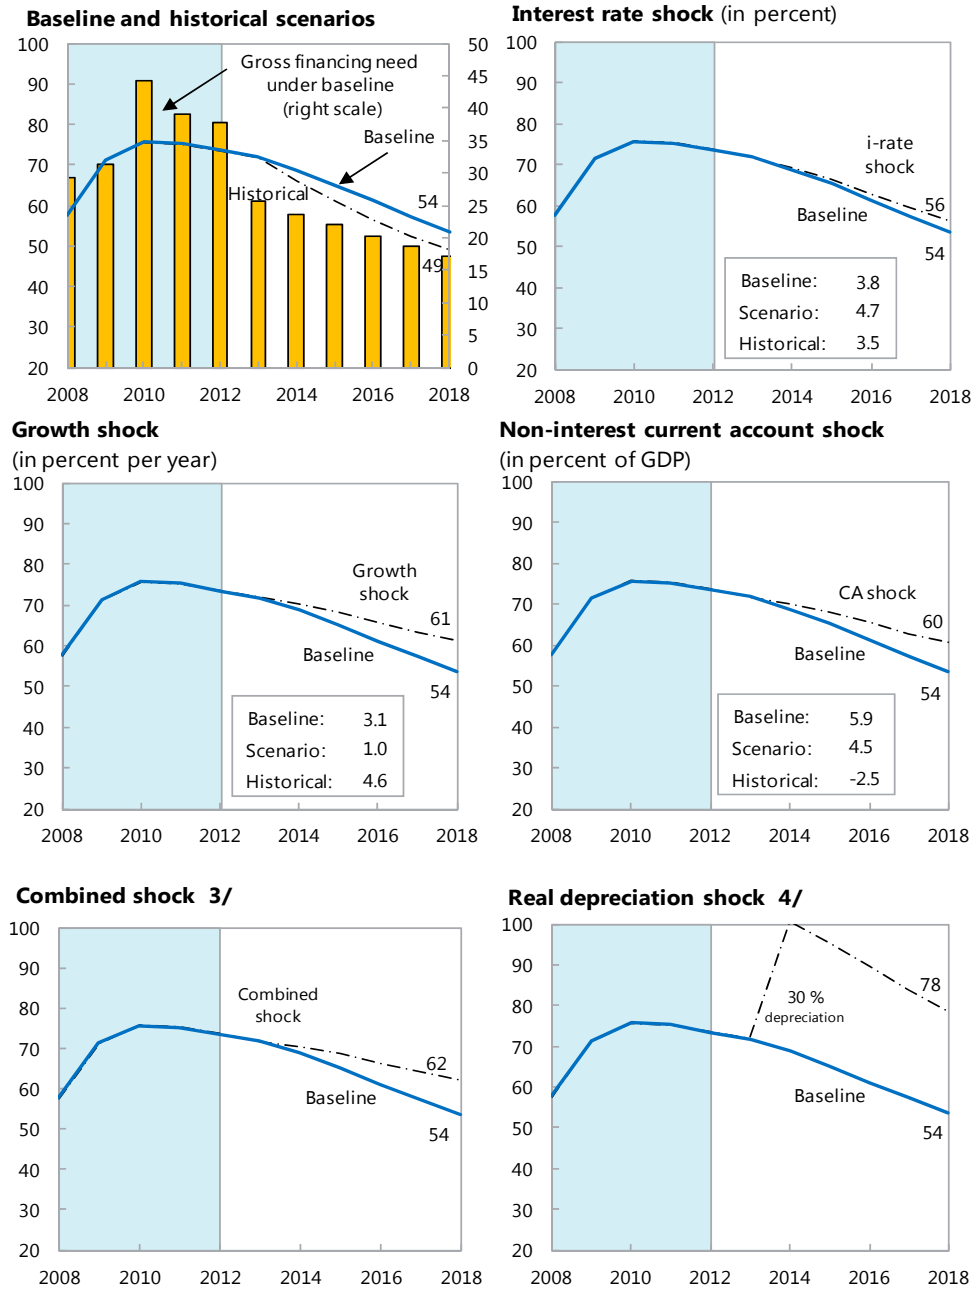 Baseline and historical scenarios
100
90
80
70
60
50
40
30
20
50
45
40
35
30
25
20
15
10
5
0
Gross financing need
under baseline
(right scale)
Baseline
Historical
54
49
2008 2010 2012 2014 2016 2018
Interest rate shock (in percent)
100
90
80
70
60
50
40
30
20
i-rate
shock
56
Baseline
54
Baseline: 3.8
Scenario: 4.7
Historical: 3.5
2008 2010 2012 2014 2016 2018
Growth shock
(in percent per year)
100
90
80
70
60
50
40
30
20
Growth
shock
61
Baseline
54
Baseline: 3.1
Scenario: 1.0
Historical: 4.6
2008 2010 2012 2014 2016 2018
Non-interest current account shock
(in percent of GDP)
100
90
80
70
60
50
40
30
20
CA shock
60
Baseline
54
Baseline: 5.9
Scenario: 4.5
Historical: -2.5
2008 2010 2012 2014 2016 2018
Combined shock 3/
100
90
80
70
60
50
40
30
20
Combined
shock
62
Baseline
54
2008 2010 2012 2014 2016 2018
Real depreciation shock 4/
100
90
80
70
60
50
40
30
20
78
30 %
depreciation
Baseline
54
2008 2010 2012 2014 2016 2018